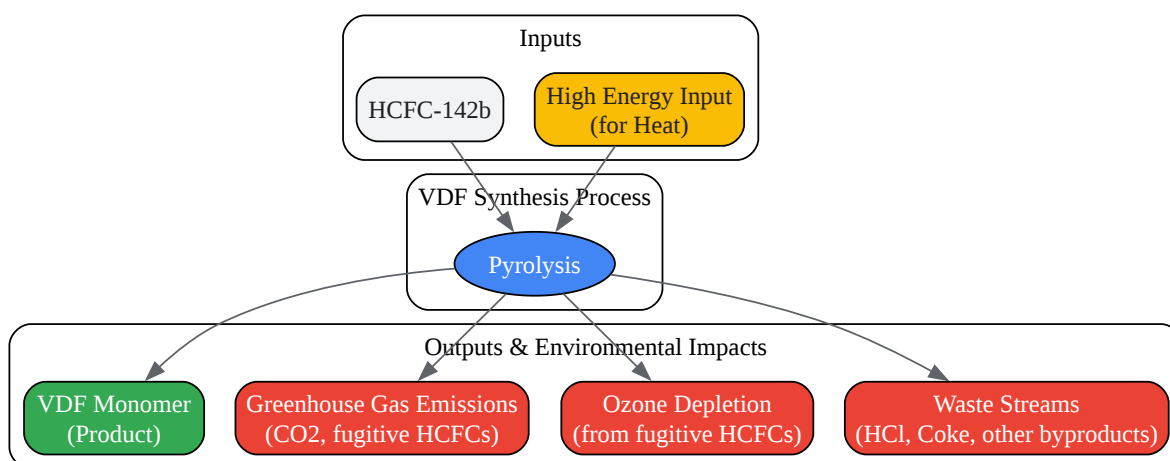 Inputs
HCFC-142b
High Energy Input
(for Heat)
VDF Synthesis Process
Pyrolysis
Outputs & Environmental Impacts
VDF Monomer
(Product)
Greenhouse Gas Emissions
(CO2, fugitive HCFCs)
Ozone Depletion
(from fugitive HCFCs)
Waste Streams
(HCl, Coke, other byproducts)